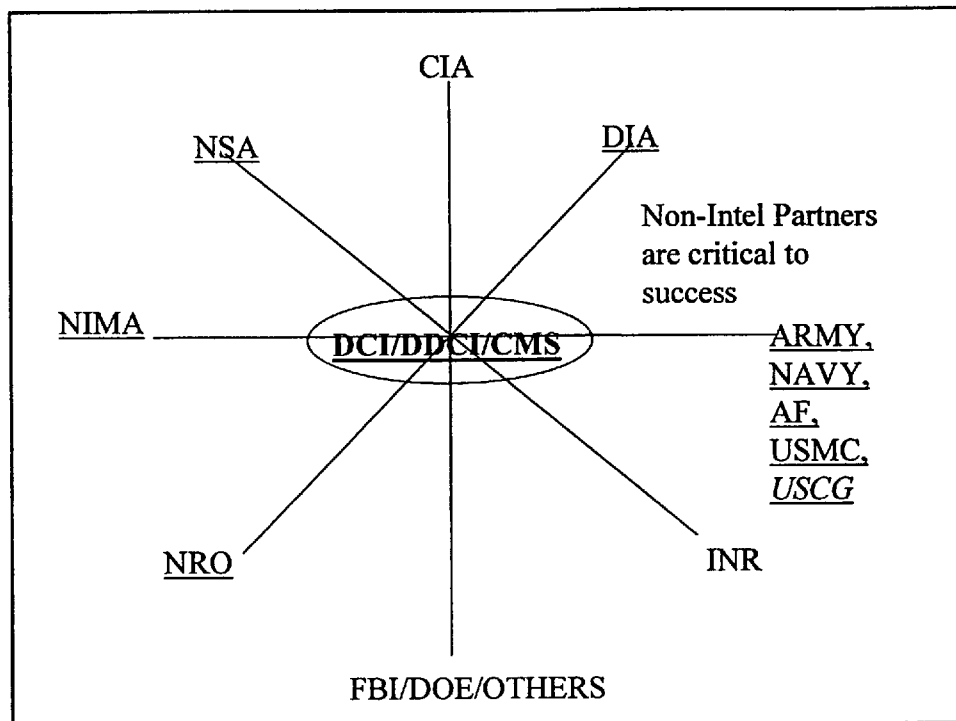 CIA
NSA
DIA
Non-Intel Partners
are critical to
success
NIMA
DCI/DDCI/CMS
ARMY,
NAVY,
AF,
USMC,
USCG
NRO
INR
FBI/DOE/OTHERS